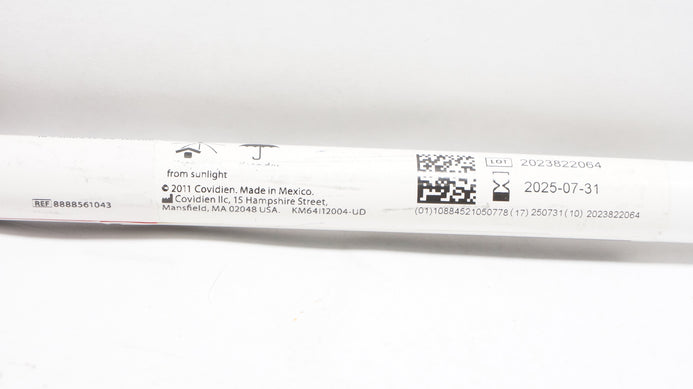 REF 8888561043
from sunlight
© 2011 Covidien. Made in Mexico.
Covidien llc, 15 Hampshire Street,
Mansfield, MA 02048 USA. KM64112004-UD
LOT 2023822064
2025-07-31
(01)10884521050778(17)250731(10) 2023822064